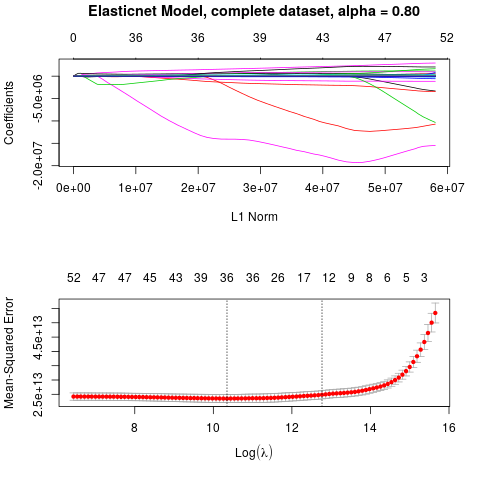 Elasticnet Model, complete dataset, alpha = 0.80
0 36 36 39 43 47 52
Coefficients
-5.0e+06
-2.0e+07
0e+00 1e+07 2e+07 3e+07 4e+07 5e+07 6e+07
L1 Norm
52 47 47 45 43 39 36 36 26 17 12 9 8 6 5 3
Mean-Squared Error
4.5e+13
2.5e+13
8 10 12 14 16
Log(λ)